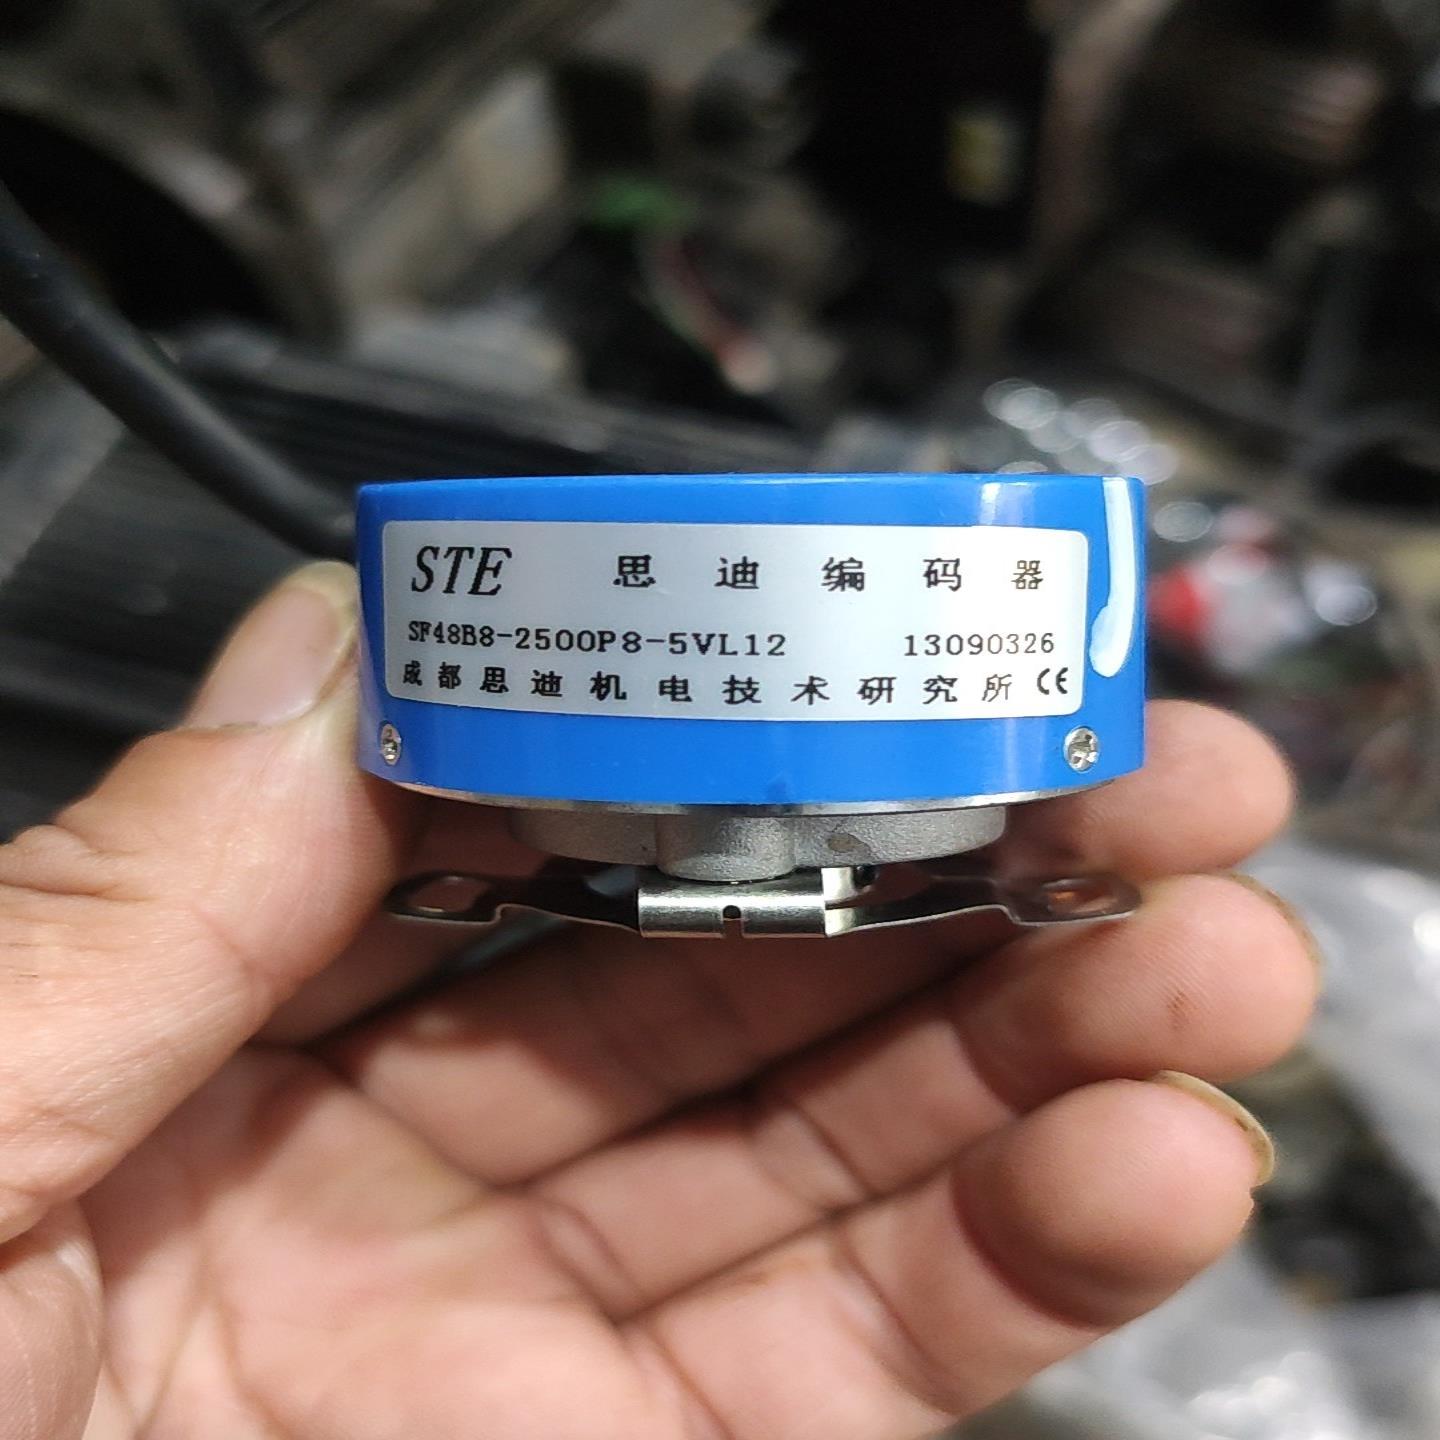 STE 思迪编码器
SF48B8-2500P8-5VL12 13090326
成都思迪机电技术研究所 CE